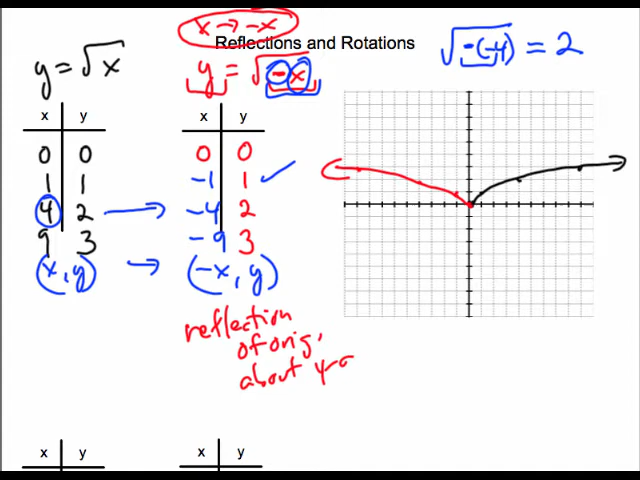 x → -x
Reflections and Rotations
√-(-4) = 2
y = √x
y = √-x
x y
0 0
1 1
4 2
9 3
(x, y) → (-x, y)
x y
0 0
-1 1 ✓
-4 2
-9 3
reflection
of orig.
about y-a
x y
x y